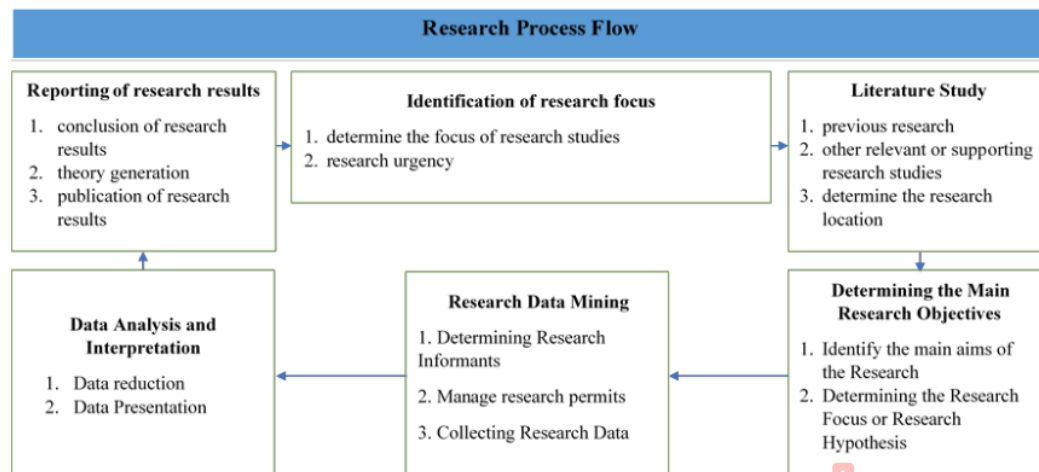 Research Process Flow
Reporting of research results
1. conclusion of research
results
2. theory generation
3. publication of research
results
Identification of research focus
1. determine the focus of research studies
2. research urgency
Literature Study
1. previous research
2. other relevant or supporting
research studies
3. determine the research
location
Determining the Main
Research Objectives
1. Identify the main aims of
the Research
2. Determining the Research
Focus or Research
Hypothesis
Research Data Mining
1. Determining Research
Informants
2. Manage research permits
3. Collecting Research Data
Data Analysis and
Interpretation
1. Data reduction
2. Data Presentation